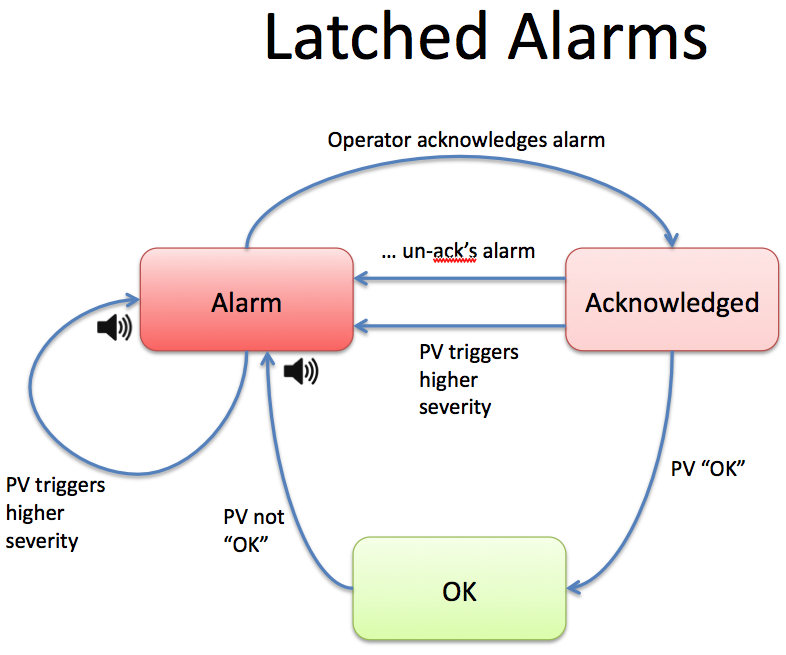 Latched Alarms
Operator acknowledges alarm
... un-ack's alarm
Alarm
Acknowledged
PV triggers
higher
severity
PV “OK”
PV triggers
higher
severity
PV not
“OK”
OK